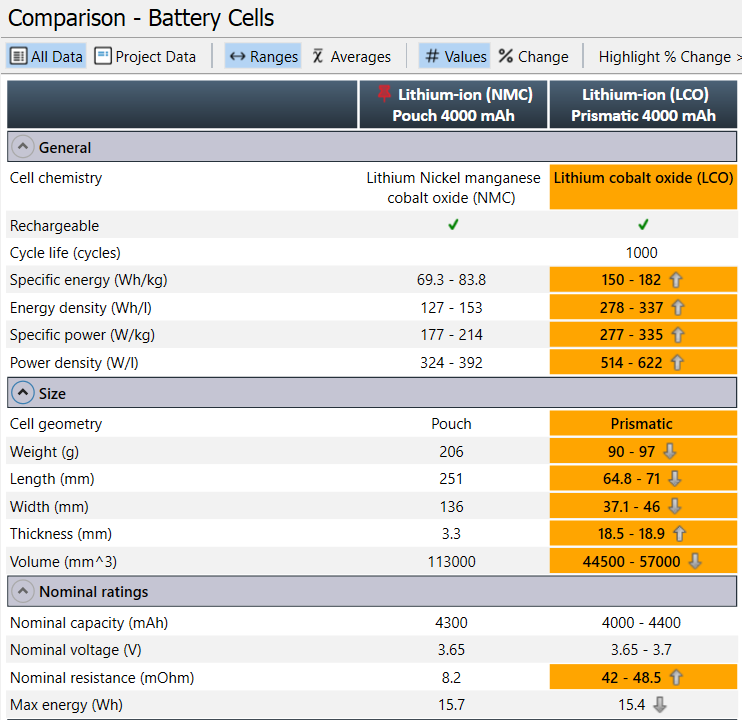 Comparison - Battery Cells
All Data Project Data Ranges x̄ Averages # Values % Change Highlight % Change >
Lithium-ion (NMC) Lithium-ion (LCO)
Pouch 4000 mAh Prismatic 4000 mAh
General
Cell chemistry Lithium Nickel manganese Lithium cobalt oxide (LCO)
cobalt oxide (NMC)
Rechargeable ✓ ✓
Cycle life (cycles) 1000
Specific energy (Wh/kg) 69.3 - 83.8 150 - 182
Energy density (Wh/l) 127 - 153 278 - 337
Specific power (W/kg) 177 - 214 277 - 335
Power density (W/l) 324 - 392 514 - 622
Size
Cell geometry Pouch Prismatic
Weight (g) 206 90 - 97
Length (mm) 251 64.8 - 71
Width (mm) 136 37.1 - 46
Thickness (mm) 3.3 18.5 - 18.9
Volume (mm^3) 113000 44500 - 57000
Nominal ratings
Nominal capacity (mAh) 4300 4000 - 4400
Nominal voltage (V) 3.65 3.65 - 3.7
Nominal resistance (mOhm) 8.2 42 - 48.5
Max energy (Wh) 15.7 15.4